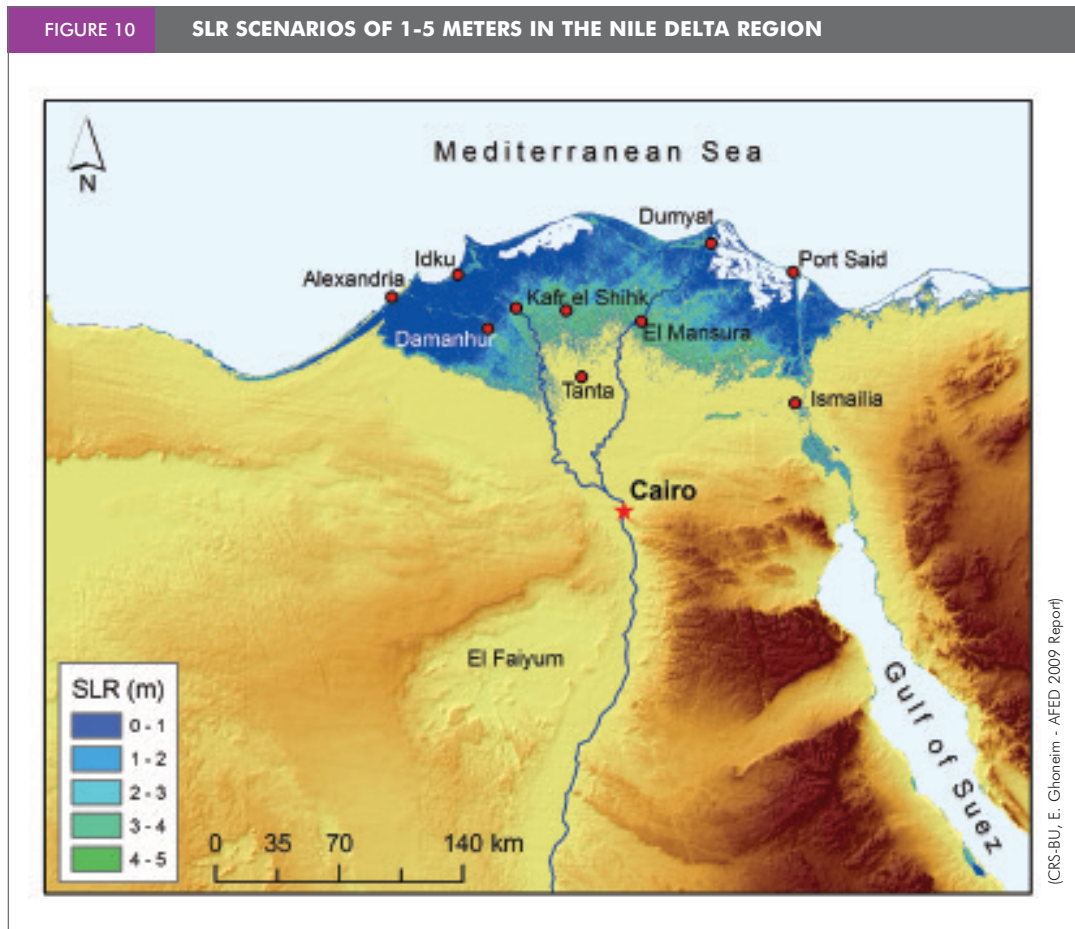 FIGURE 10
SLR SCENARIOS OF 1-5 METERS IN THE NILE DELTA REGION
N
Mediterranean Sea
Dumyat
Idku
Port Said
Alexandria
Kafr el Shihk
Damanhur
El Mansura
Tanta
Ismailia
Cairo
El Faiyum
Gulf of Suez
SLR (m)
0 - 1
1 - 2
2 - 3
3 - 4
4 - 5
0 35 70 140 km
(CRS-BU, E. Ghoneim - AFED 2009 Report)